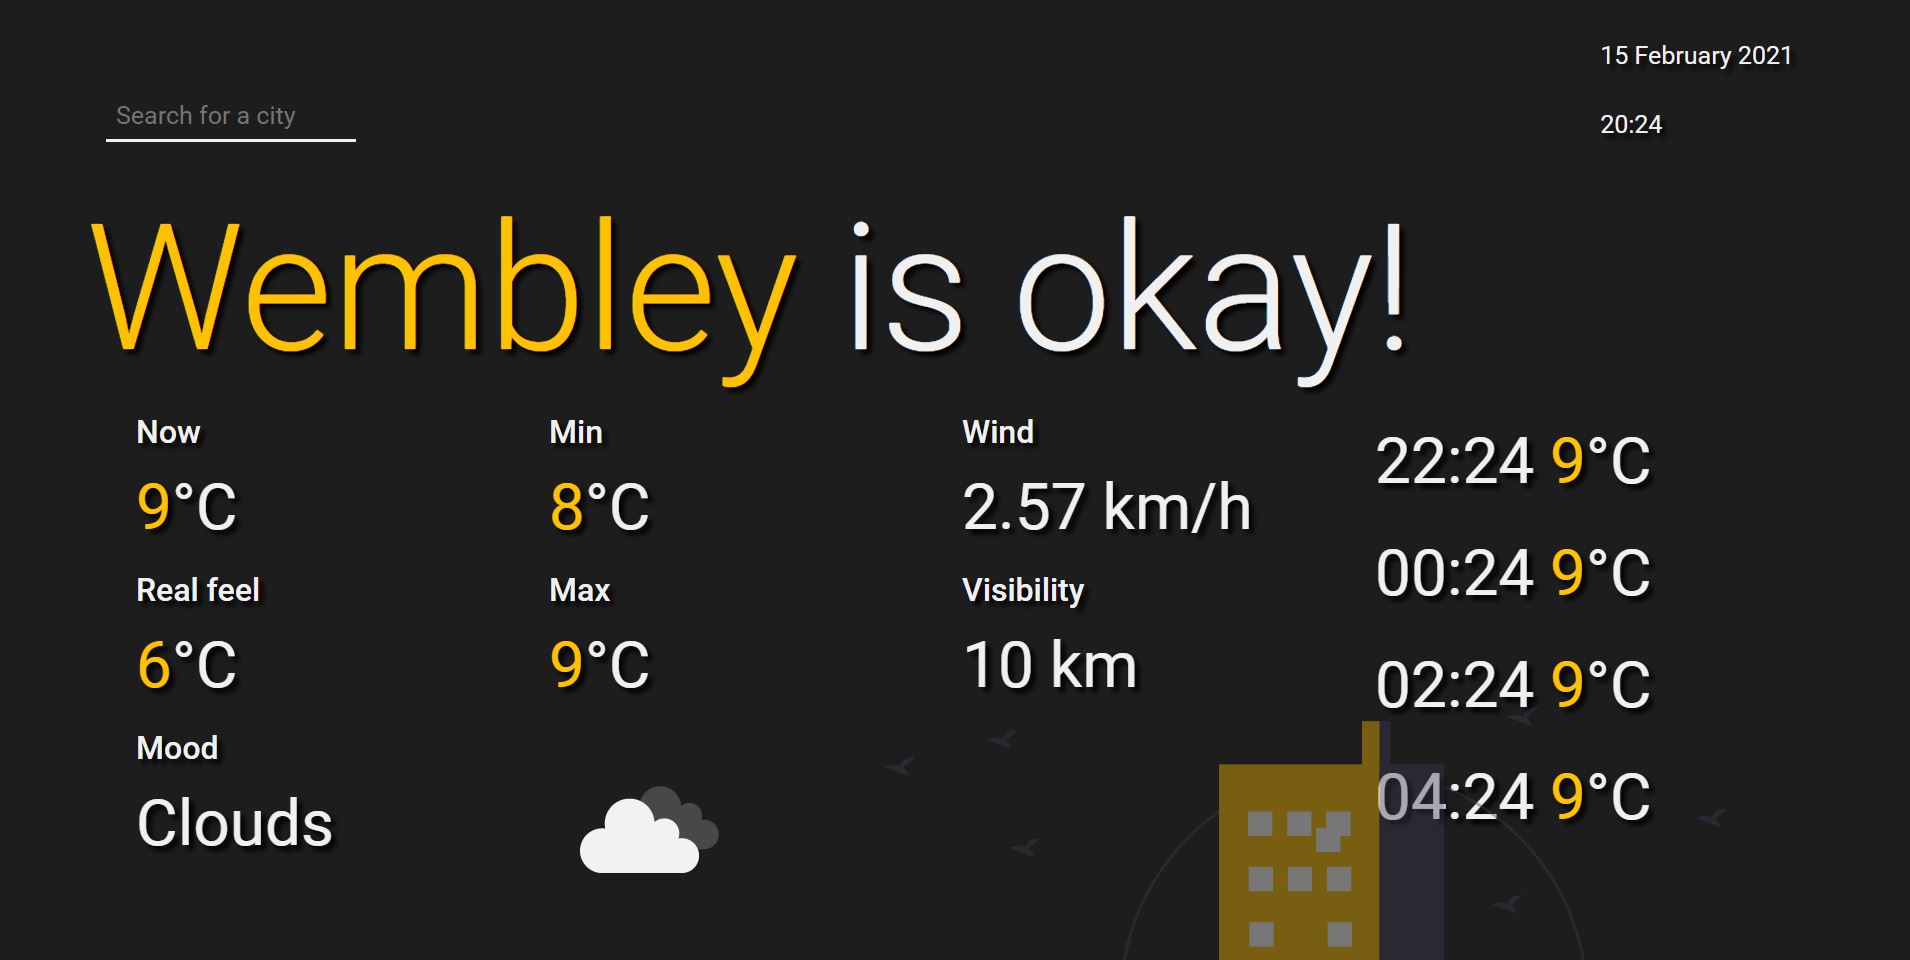 15 February 2021
Search for a city
20:24
Wembley is okay!
Now
9°C
Min
8°C
Wind
2.57 km/h
Real feel
6°C
Max
9°C
Visibility
10 km
Mood
Clouds
22:24 9°C
00:24 9°C
02:24 9°C
04:24 9°C